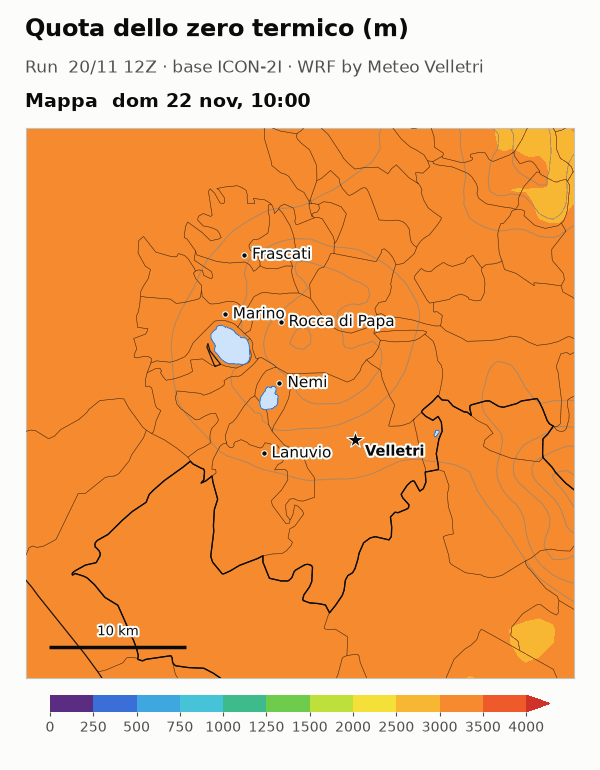 Quota dello zero termico (m)
Run  20/11 12Z · base ICON-2I · WRF by Meteo Velletri
Mappa  dom 22 nov, 10:00
Frascati
Marino
Rocca di Papa
Nemi
Velletri
Lanuvio
10 km
0 250 500 750 1000 1250 1500 2000 2500 3000 3500 4000